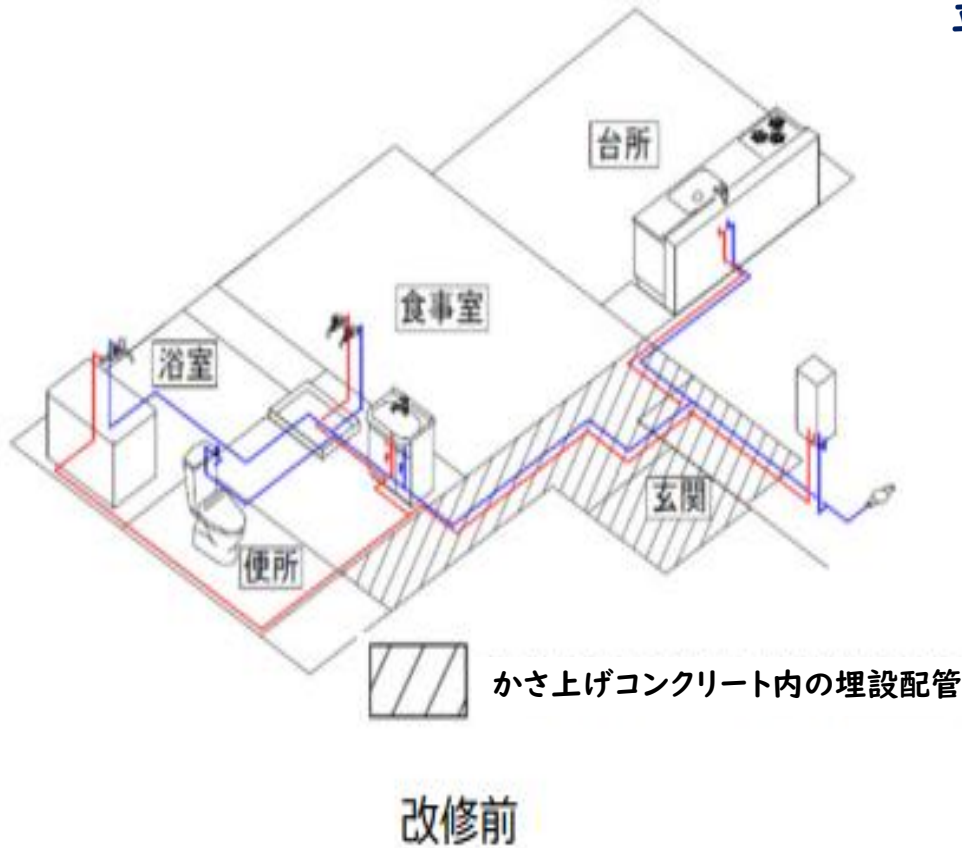 台所
食事室
浴室
玄関
便所
かさ上げコンクリート内の埋設配管
改修前